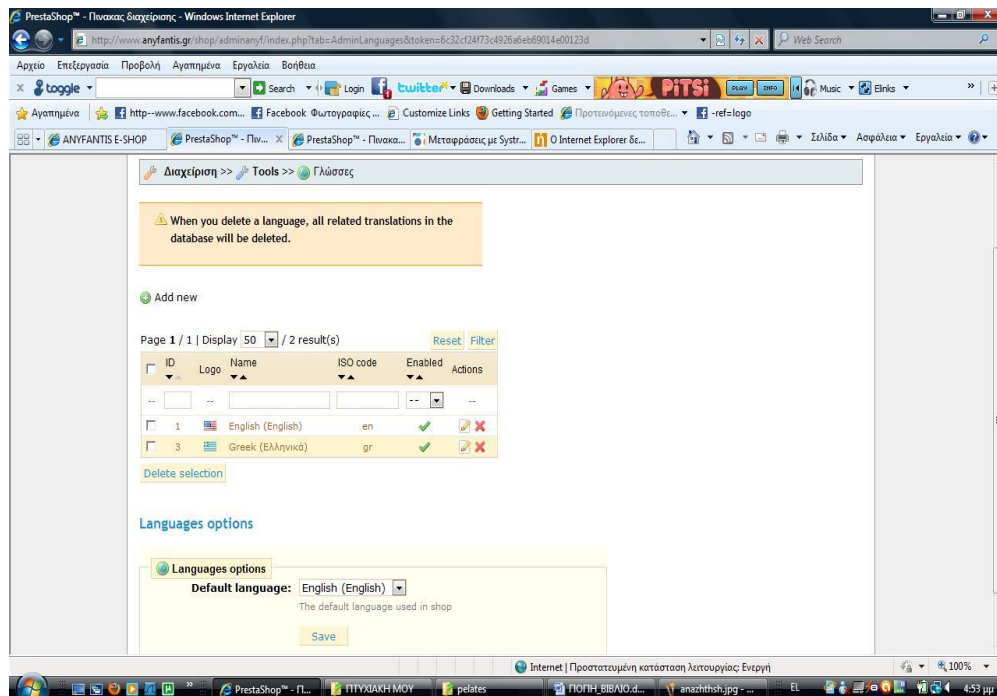 PrestaShop™ - Πινακας διαχείρισης - Windows Internet Explorer
http://www.anyfantis.gr/shop/adminanyf/index.php?tab=AdminLanguages&token=6c32cf24f73c4926a6eb69014e00123d
Web Search
Αρχείο Επεξεργασία Προβολή Αγαπημένα Εργαλεία Βοήθεια
x toggle Search Login twitter Downloads Games PiTSi PLAY INFO Music Elinks »
Αγαπημένα http--www.facebook.com... Facebook Φωτογραφίες ... Customize Links Getting Started Προτεινόμενες τοποθε... -ref=logo
ANYFANTIS E-SHOP PrestaShop™ - Πιν... X PrestaShop™ - Πινακα... Μεταφράσεις με Systr... Ο Internet Explorer δε... Σελίδα Ασφάλεια Εργαλεία
Διαχείριση >> Tools >> Γλώσσες
When you delete a language, all related translations in the
database will be deleted.
Add new
Page 1 / 1 | Display 50 / 2 result(s) Reset Filter
ID Logo Name ISO code Enabled Actions
-- -- -- --
1 English (English) en
3 Greek (Ελληνικά) gr
Delete selection
Languages options
Languages options
Default language: English (English)
The default language used in shop
Save
Internet | Προστατευμένη κατάσταση λειτουργίας: Ενεργή 100%
» PrestaShop™ - Π... ΠΤΥΧΙΑΚΗ ΜΟΥ pelates ΠΟΠΗ_ΒΙΒΛΙΟ.d... anazhthsh.jpg - ... EL 4:53 μμ